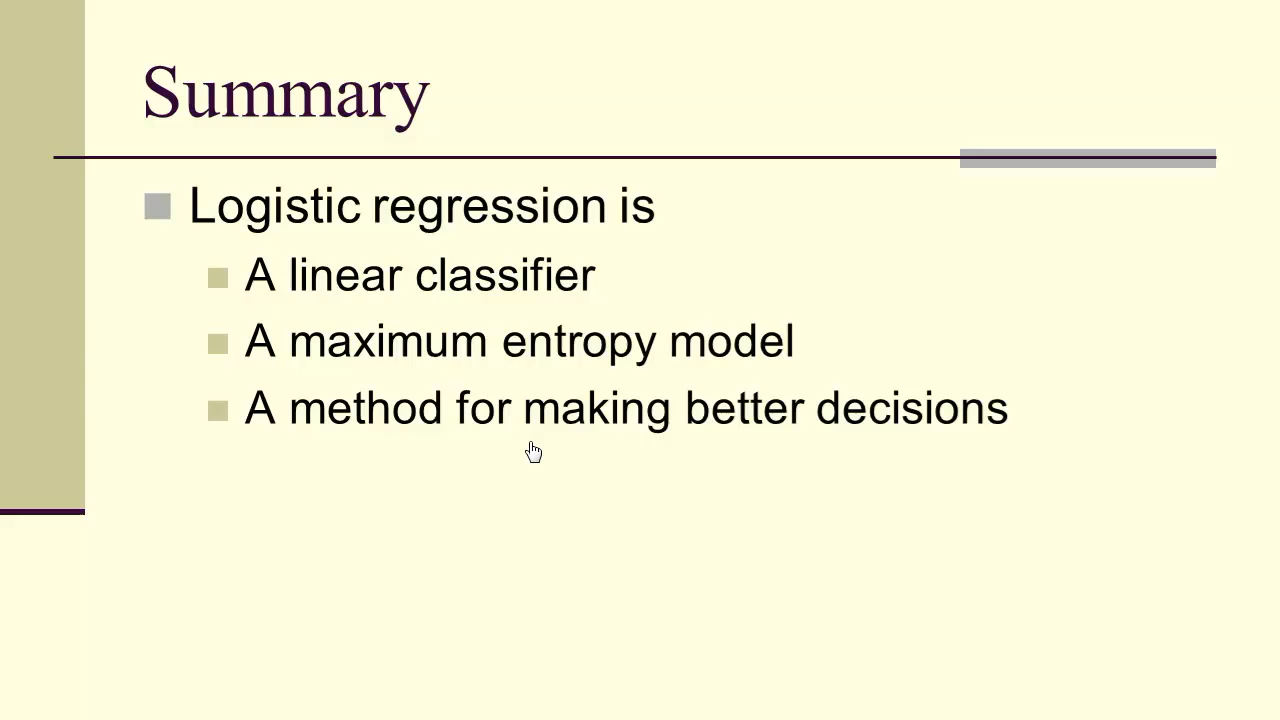 Summary
Logistic regression is
A linear classifier
A maximum entropy model
A method for making better decisions